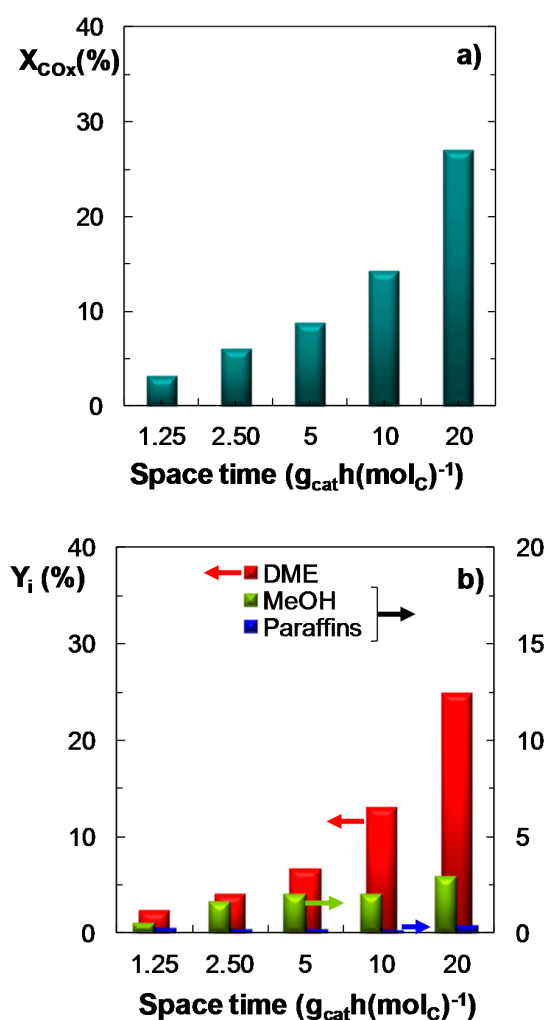 40
X_COx(%)
a)
30
20
10
0
1.25 2.50 5 10 20
Space time (g_cat h(mol_C)^-1)
40 20
Y_i (%)
b)
DME
MeOH
Paraffins
30 15
20 10
10 5
0 0
1.25 2.50 5 10 20
Space time (g_cat h(mol_C)^-1)